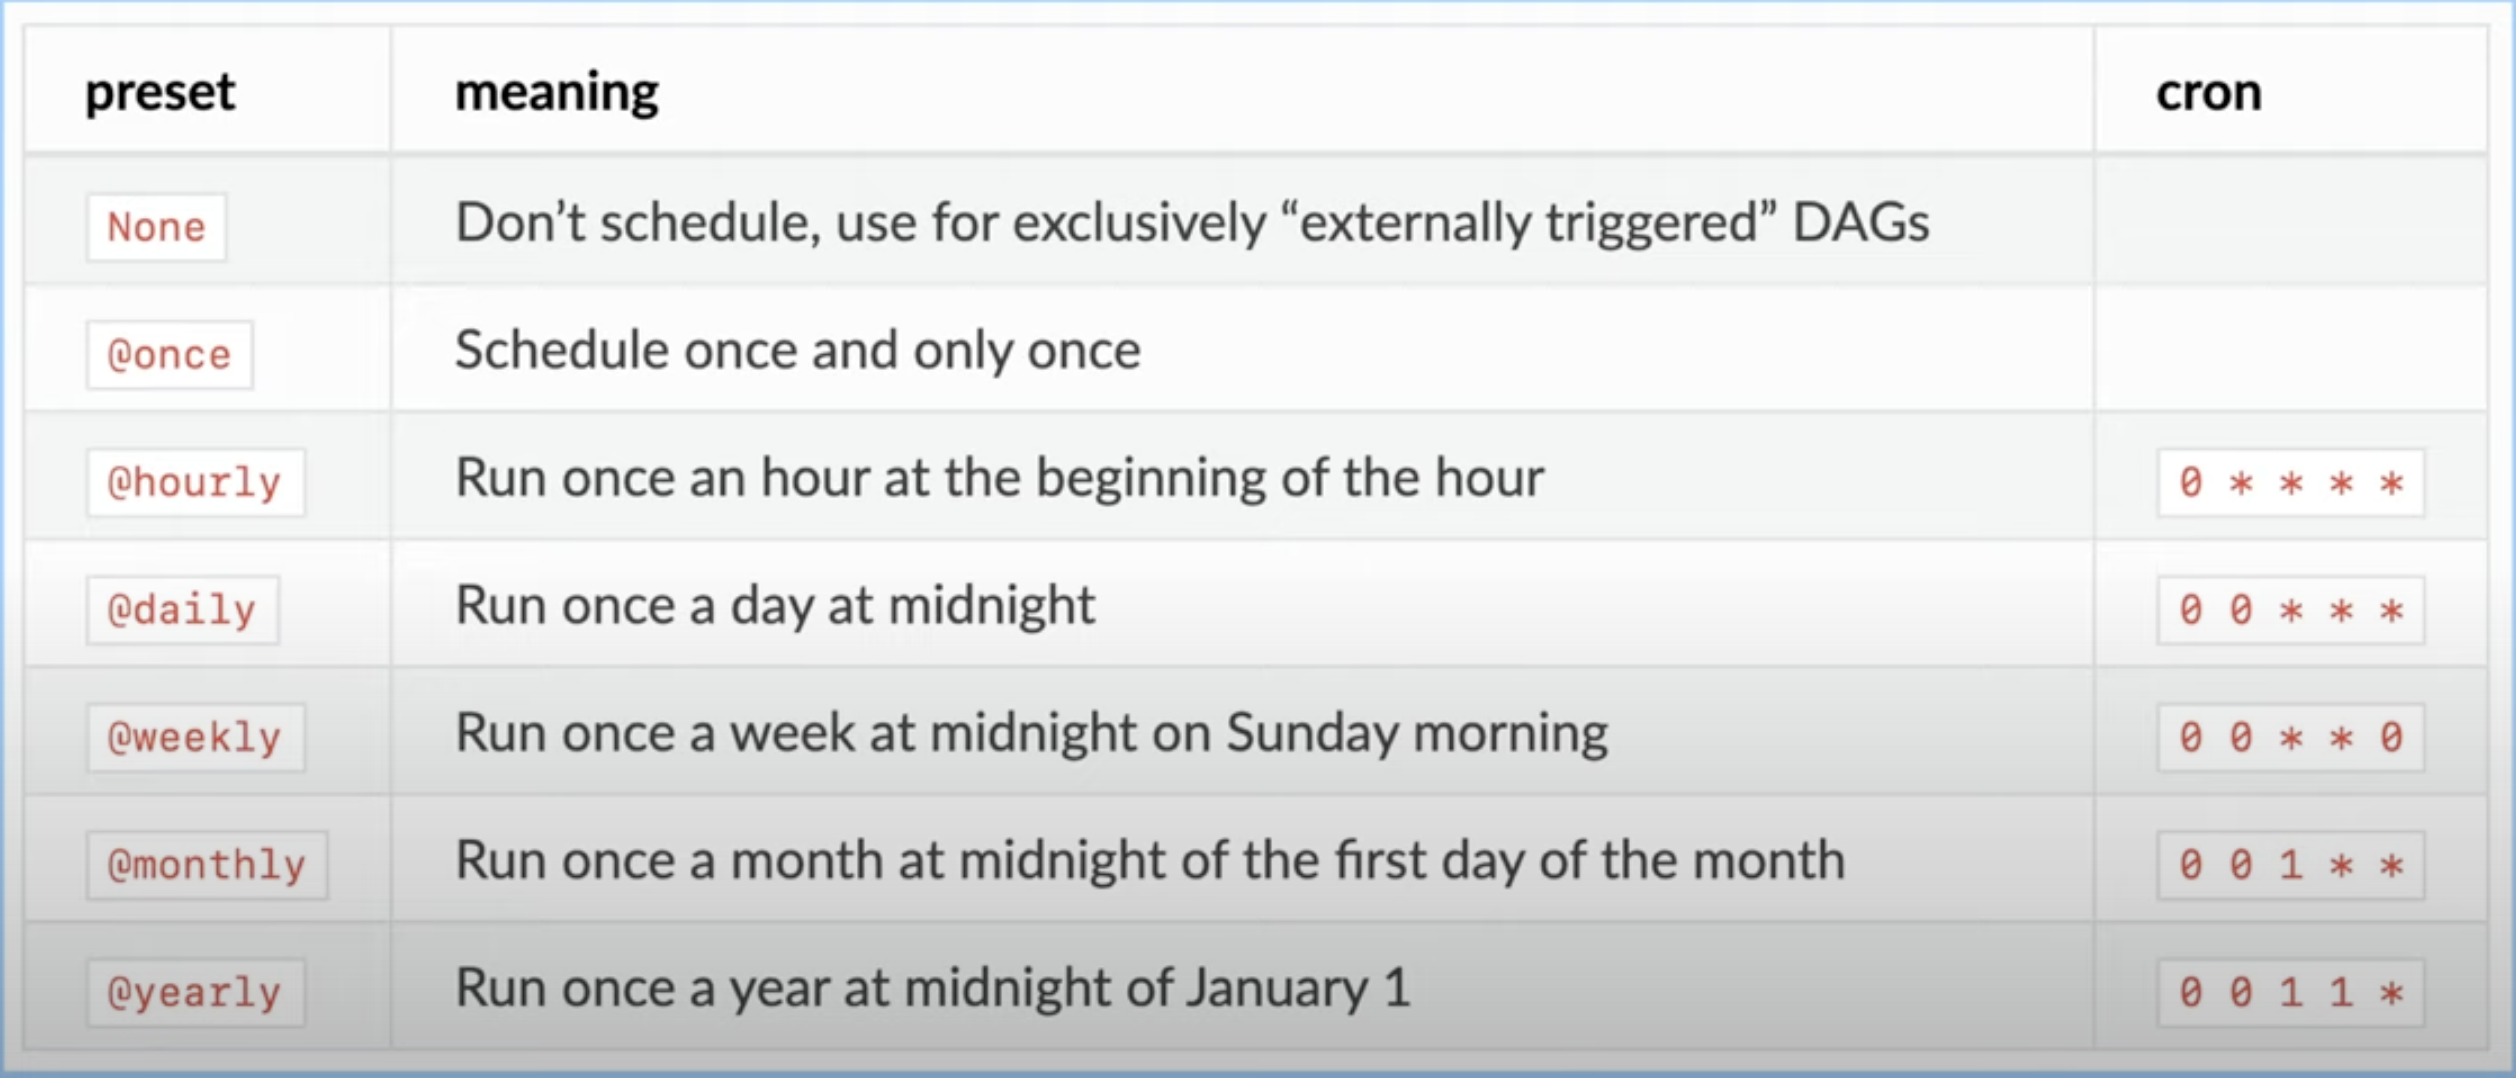 preset meaning cron
None Don’t schedule, use for exclusively “externally triggered” DAGs
@once Schedule once and only once
@hourly Run once an hour at the beginning of the hour 0 * * * *
@daily Run once a day at midnight 0 0 * * *
@weekly Run once a week at midnight on Sunday morning 0 0 * * 0
@monthly Run once a month at midnight of the first day of the month 0 0 1 * *
@yearly Run once a year at midnight of January 1 0 0 1 1 *